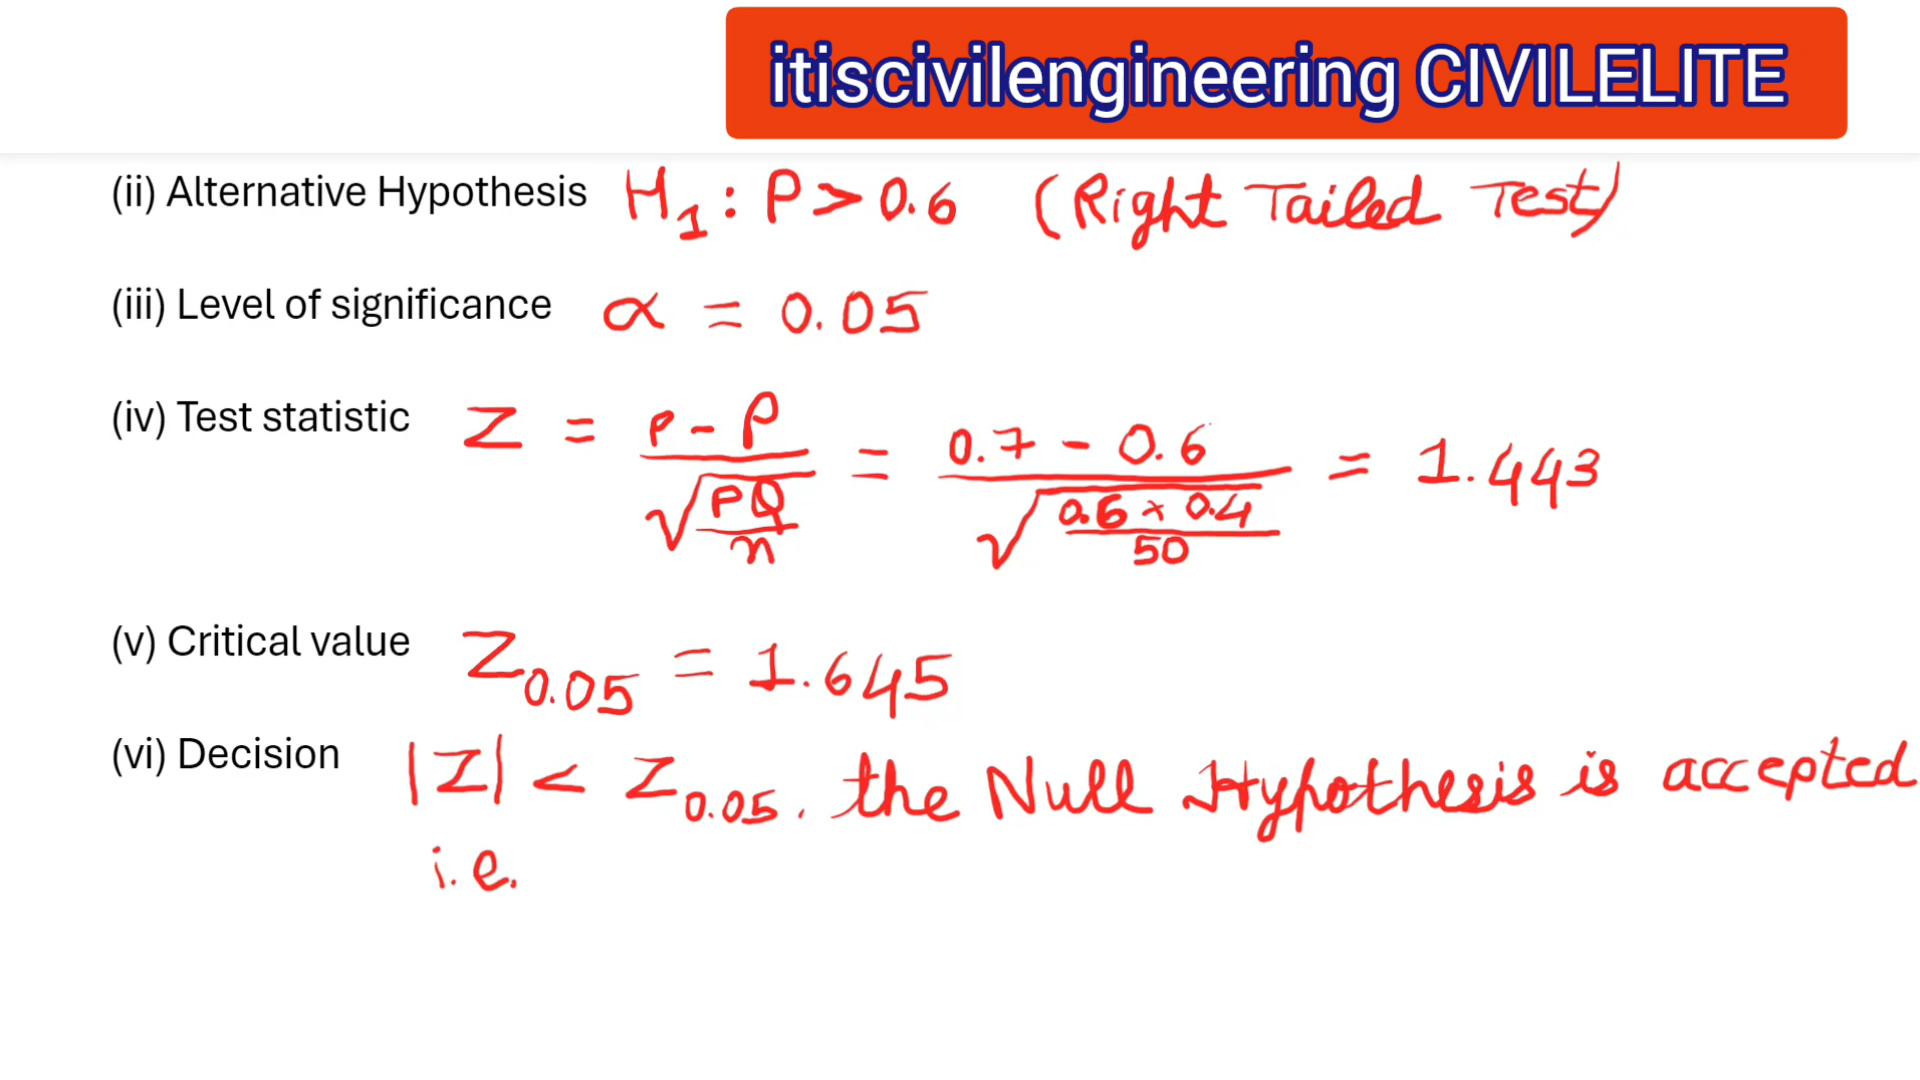 itiscivilengineering CIVILELITE
(ii) Alternative Hypothesis H₁ : P > 0.6 (Right Tailed Test)
(iii) Level of significance α = 0.05
(iv) Test statistic Z = (p - P) / √(PQ/n) = (0.7 - 0.6) / √(0.6 × 0.4 / 50) = 1.443
(v) Critical value Z₀.₀₅ = 1.645
(vi) Decision |Z| < Z₀.₀₅. the Null Hypothesis is accepted
i.e.